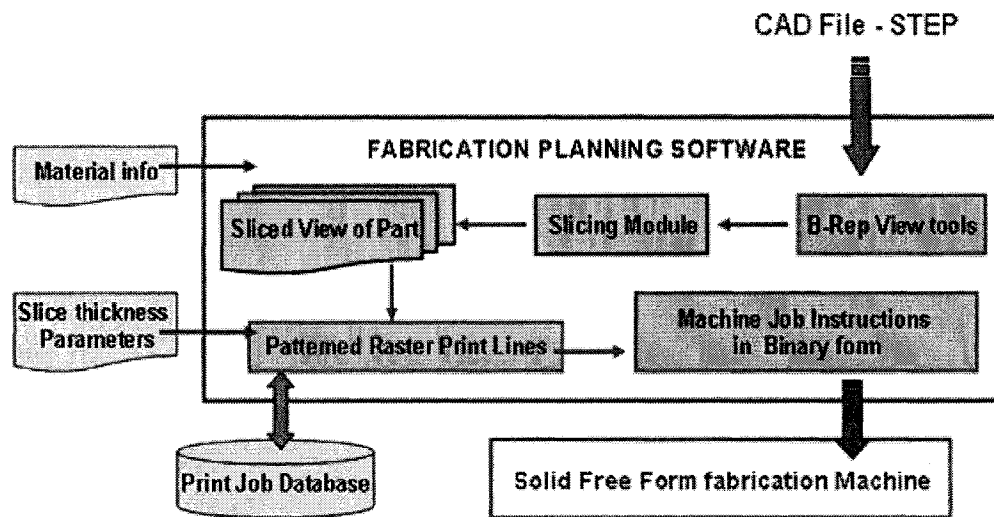 CAD File - STEP
FABRICATION PLANNING SOFTWARE
Material info
Sliced View of Part
Slicing Module
B-Rep View tools
Slice thickness
Parameters
Patterned Raster Print Lines
Machine Job Instructions
in Binary form
Print Job Database
Solid Free Form fabrication Machine